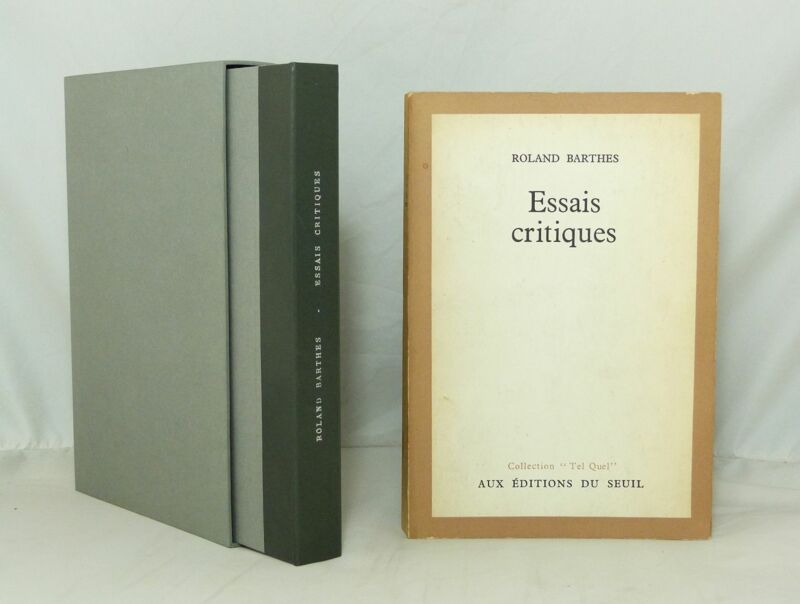 ROLAND BARTHES - ESSAIS CRITIQUES
ROLAND BARTHES
Essais
critiques
Collection "Tel Quel"
AUX ÉDITIONS DU SEUIL